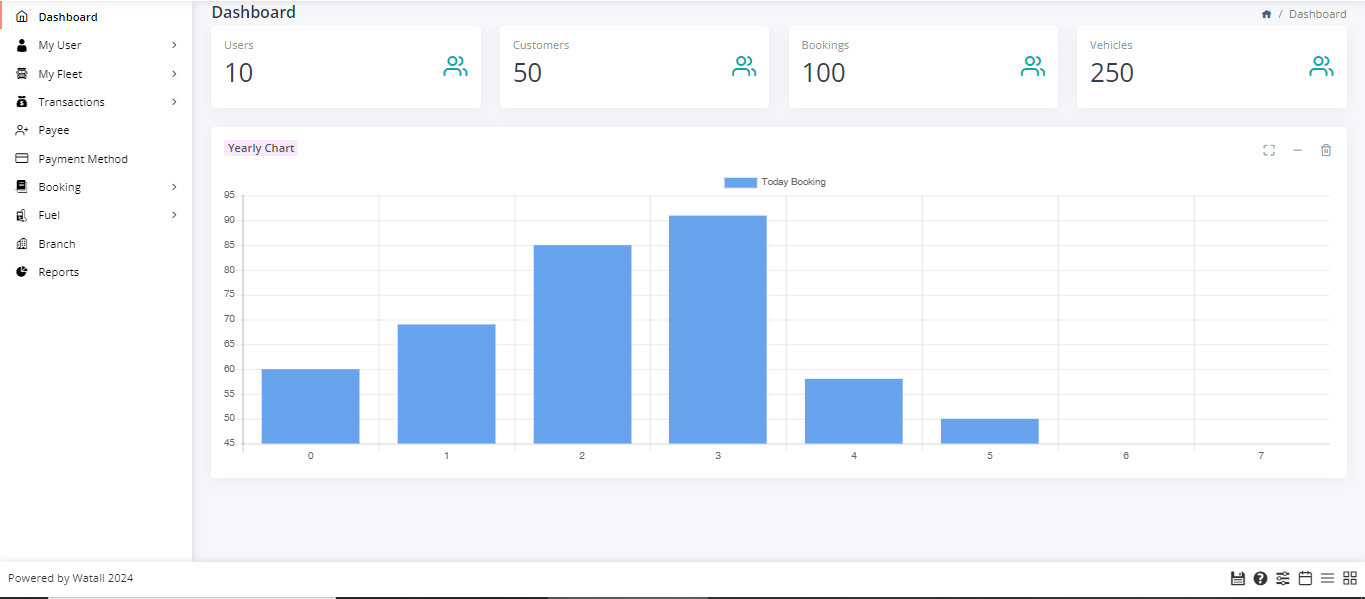 Dashboard
My User
My Fleet
Transactions
Payee
Payment Method
Booking
Fuel
Branch
Reports
Dashboard
/ Dashboard
Users
10
Customers
50
Bookings
100
Vehicles
250
Yearly Chart
Today Booking
95
90
85
80
75
70
65
60
55
50
45
0 1 2 3 4 5 6 7
Powered by Watall 2024